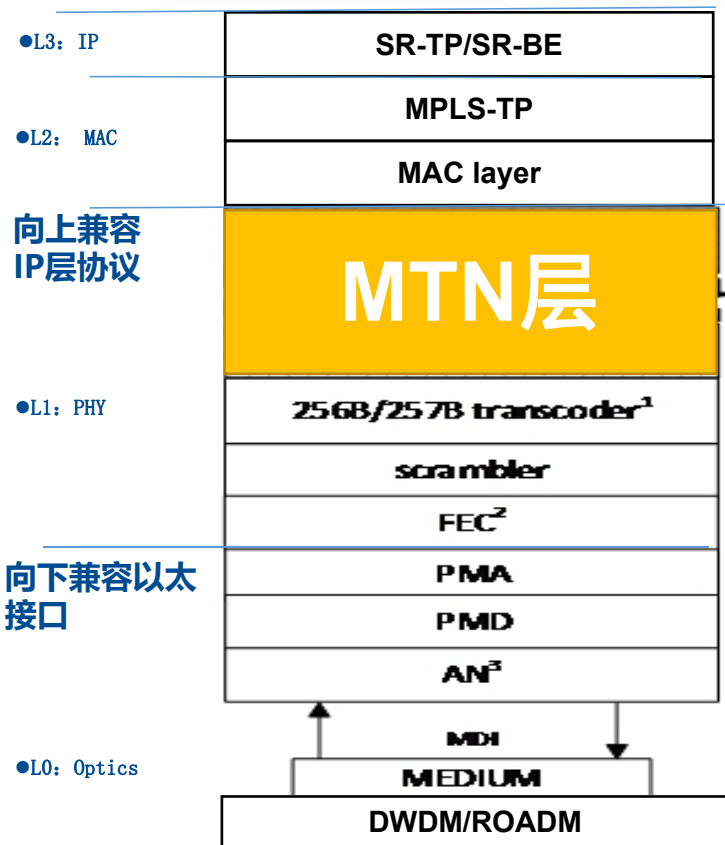 ●L3: IP
SR-TP/SR-BE
MPLS-TP
●L2: MAC
MAC layer
向上兼容
IP层协议
MTN层
●L1: PHY
256B/257B transcoder¹
scrambler
FEC²
向下兼容以太
接口
PMA
PMD
AN³
MDI
●L0: Optics
MEDIUM
DWDM/ROADM